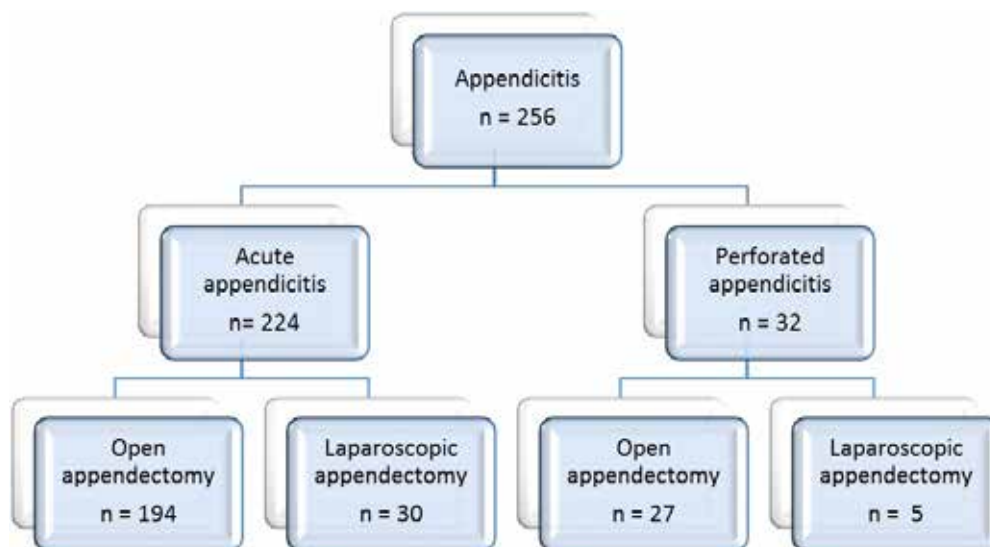 Appendicitis
n = 256
Acute
appendicitis
n= 224
Perforated
appendicitis
n = 32
Open
appendectomy
n = 194
Laparoscopic
appendectomy
n = 30
Open
appendectomy
n = 27
Laparoscopic
appendectomy
n =  5